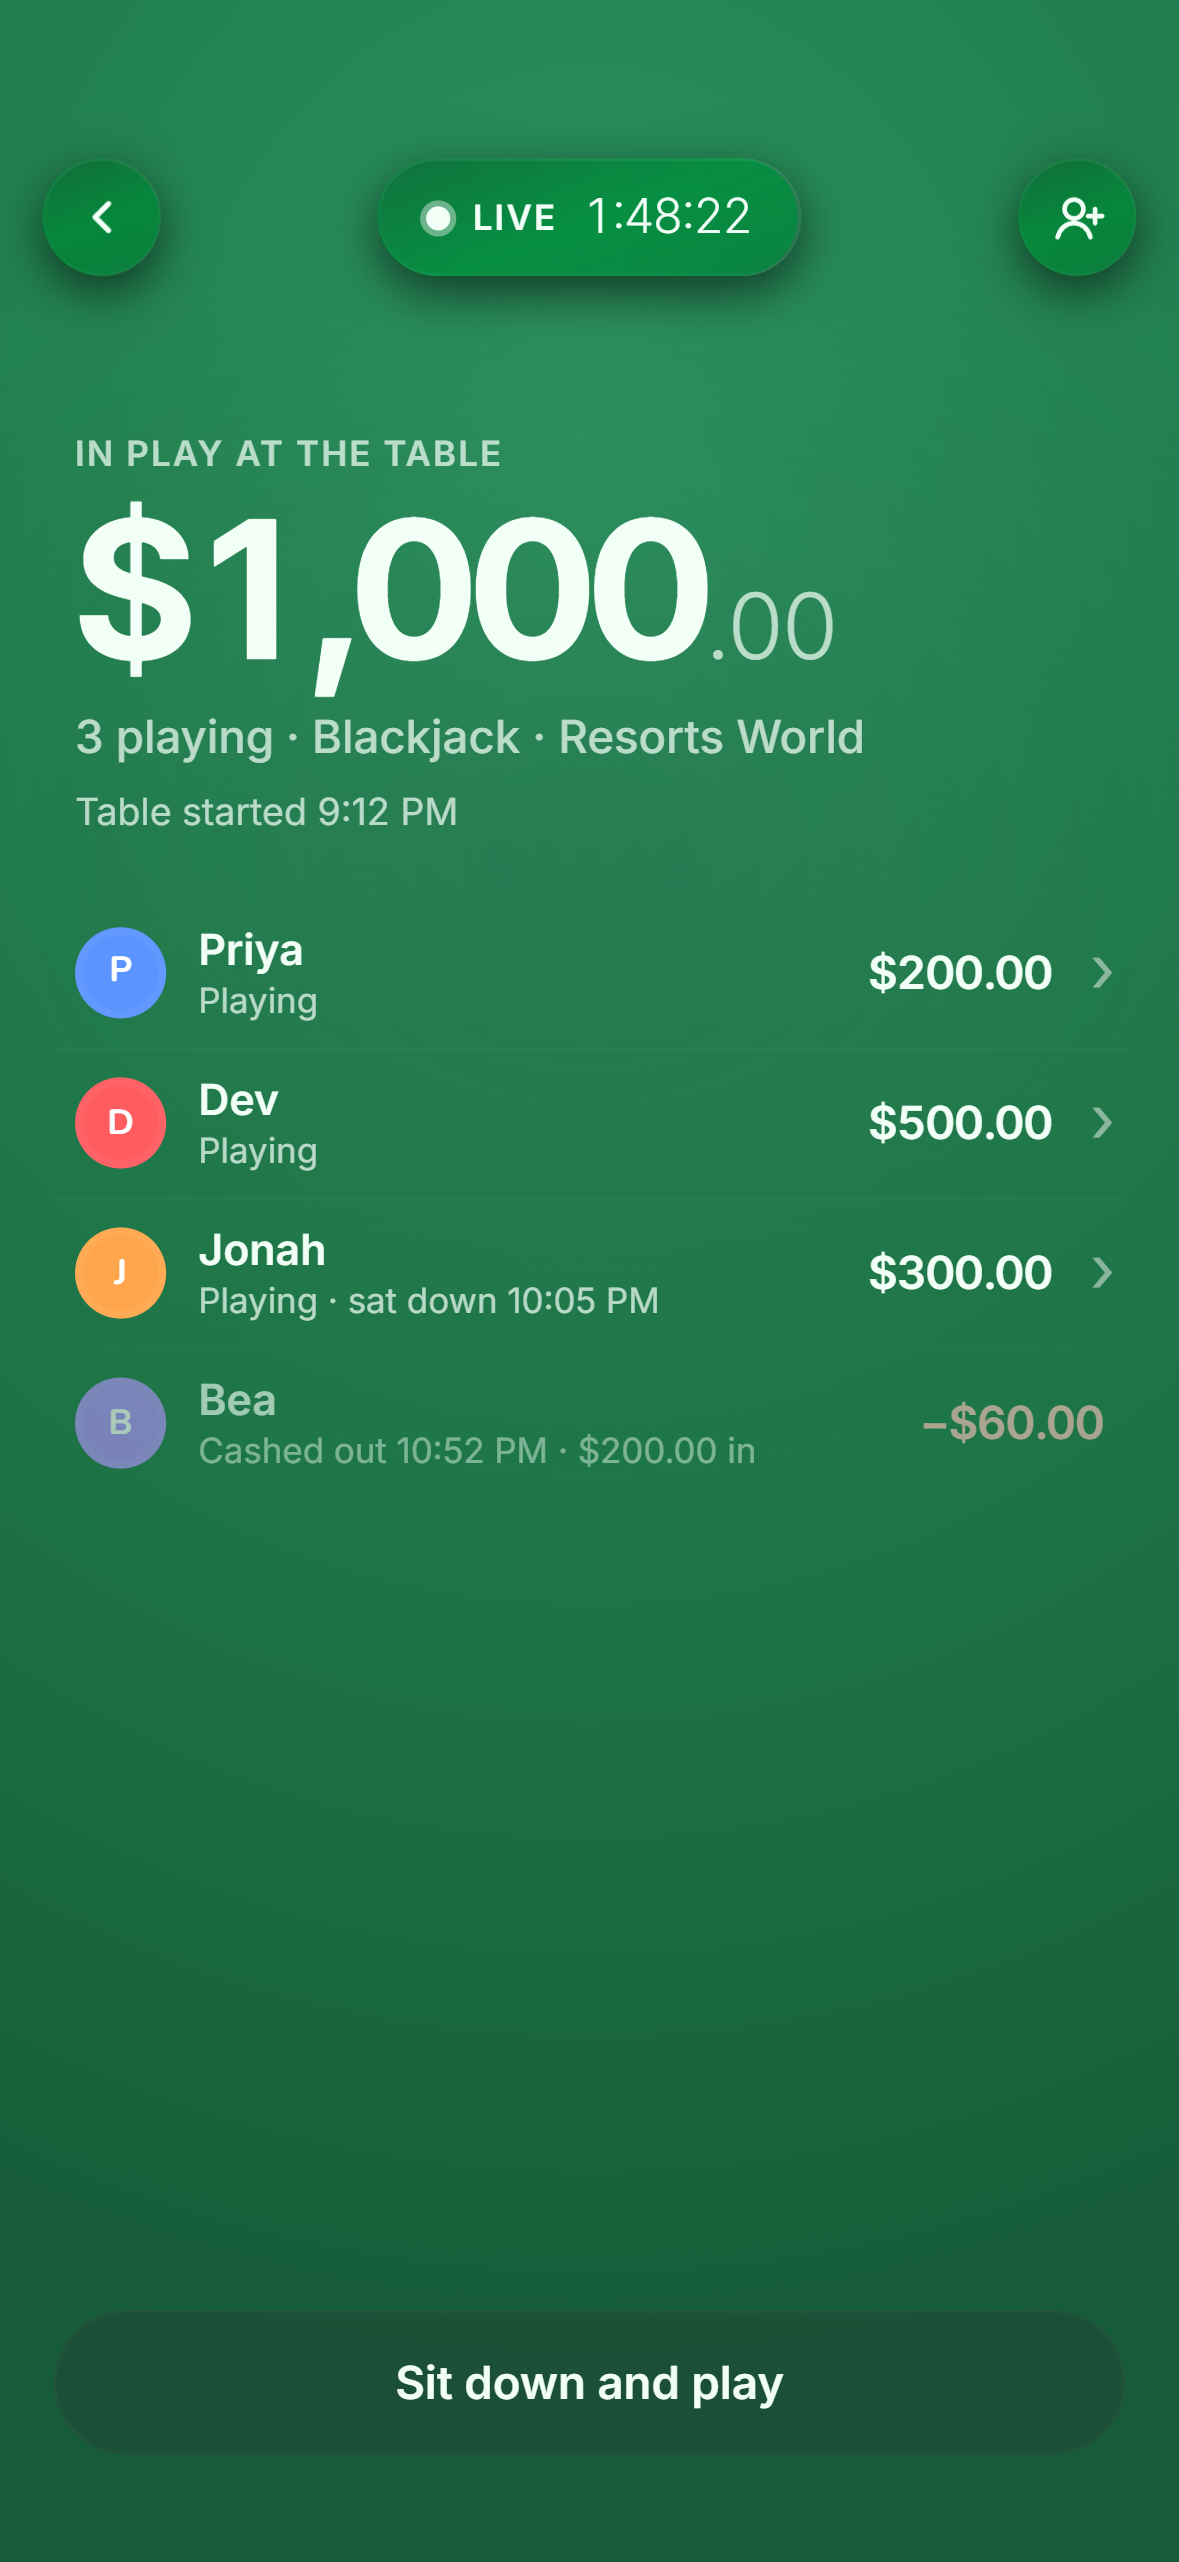 LIVE 1:48:22
IN PLAY AT THE TABLE
$1,000.00
3 playing · Blackjack · Resorts World
Table started 9:12 PM
P
Priya
Playing
$200.00
D
Dev
Playing
$500.00
J
Jonah
Playing · sat down 10:05 PM
$300.00
B
Bea
Cashed out 10:52 PM · $200.00 in
–$60.00
Sit down and play